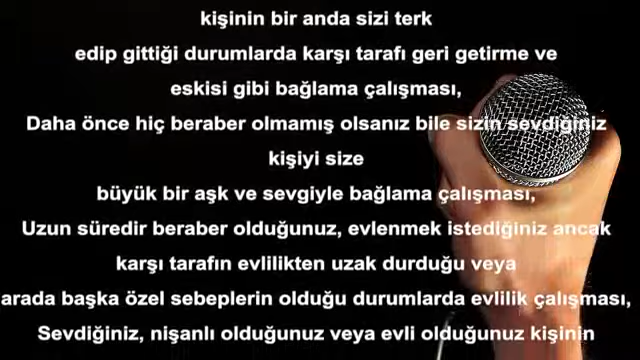 kişinin bir anda sizi terk
edip gittiği durumlarda karşı tarafı geri getirme ve
eskisi gibi bağlama çalışması,
Daha önce hiç beraber olmamış olsanız bile sizin sevdiğiniz
kişiyi size
büyük bir aşk ve sevgiyle bağlama çalışması,
Uzun süredir beraber olduğunuz, evlenmek istediğiniz ancak
karşı tarafın evlilikten uzak durduğu veya
arada başka özel sebeplerin olduğu durumlarda evlilik çalışması,
Sevdiğiniz, nişanlı olduğunuz veya evli olduğunuz kişinin